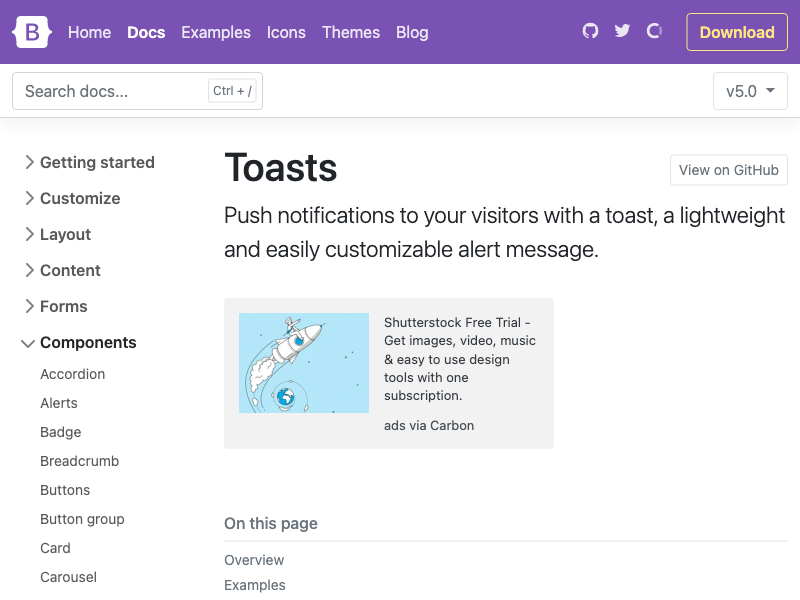 B Home Docs Examples Icons Themes Blog Download
Search docs... Ctrl + / v5.0
Getting started
Customize
Layout
Content
Forms
Components
Accordion
Alerts
Badge
Breadcrumb
Buttons
Button group
Card
Carousel
Toasts
View on GitHub
Push notifications to your visitors with a toast, a lightweight
and easily customizable alert message.
Shutterstock Free Trial -
Get images, video, music
& easy to use design
tools with one
subscription.
ads via Carbon
On this page
Overview
Examples